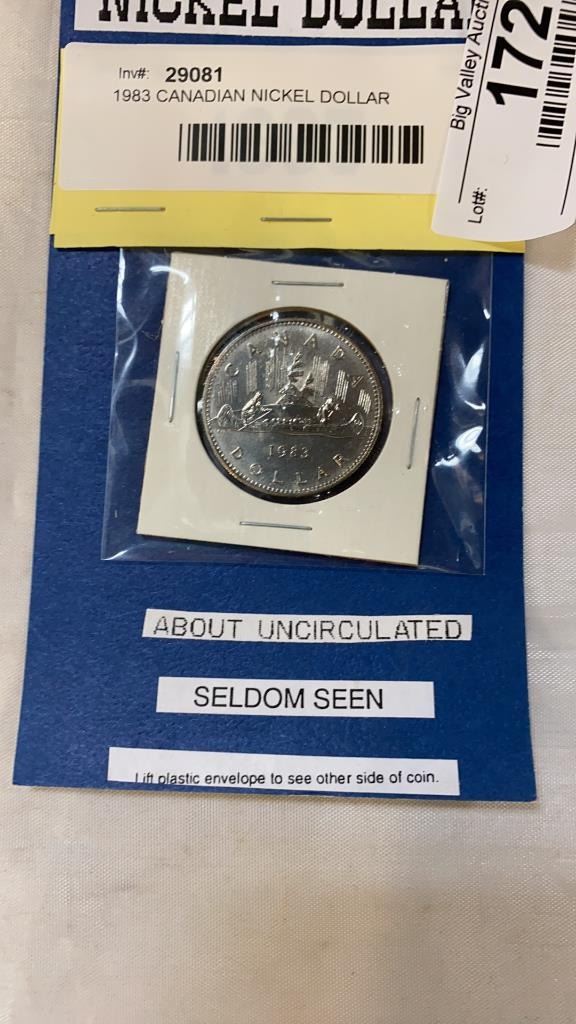 NICKEL DOLLA
Inv#: 29081
1983 CANADIAN NICKEL DOLLAR
Big Valley Aucti
172
Lot#:
CANADA
1983
DOLLAR
ABOUT UNCIRCULATED
SELDOM SEEN
Lift plastic envelope to see other side of coin.